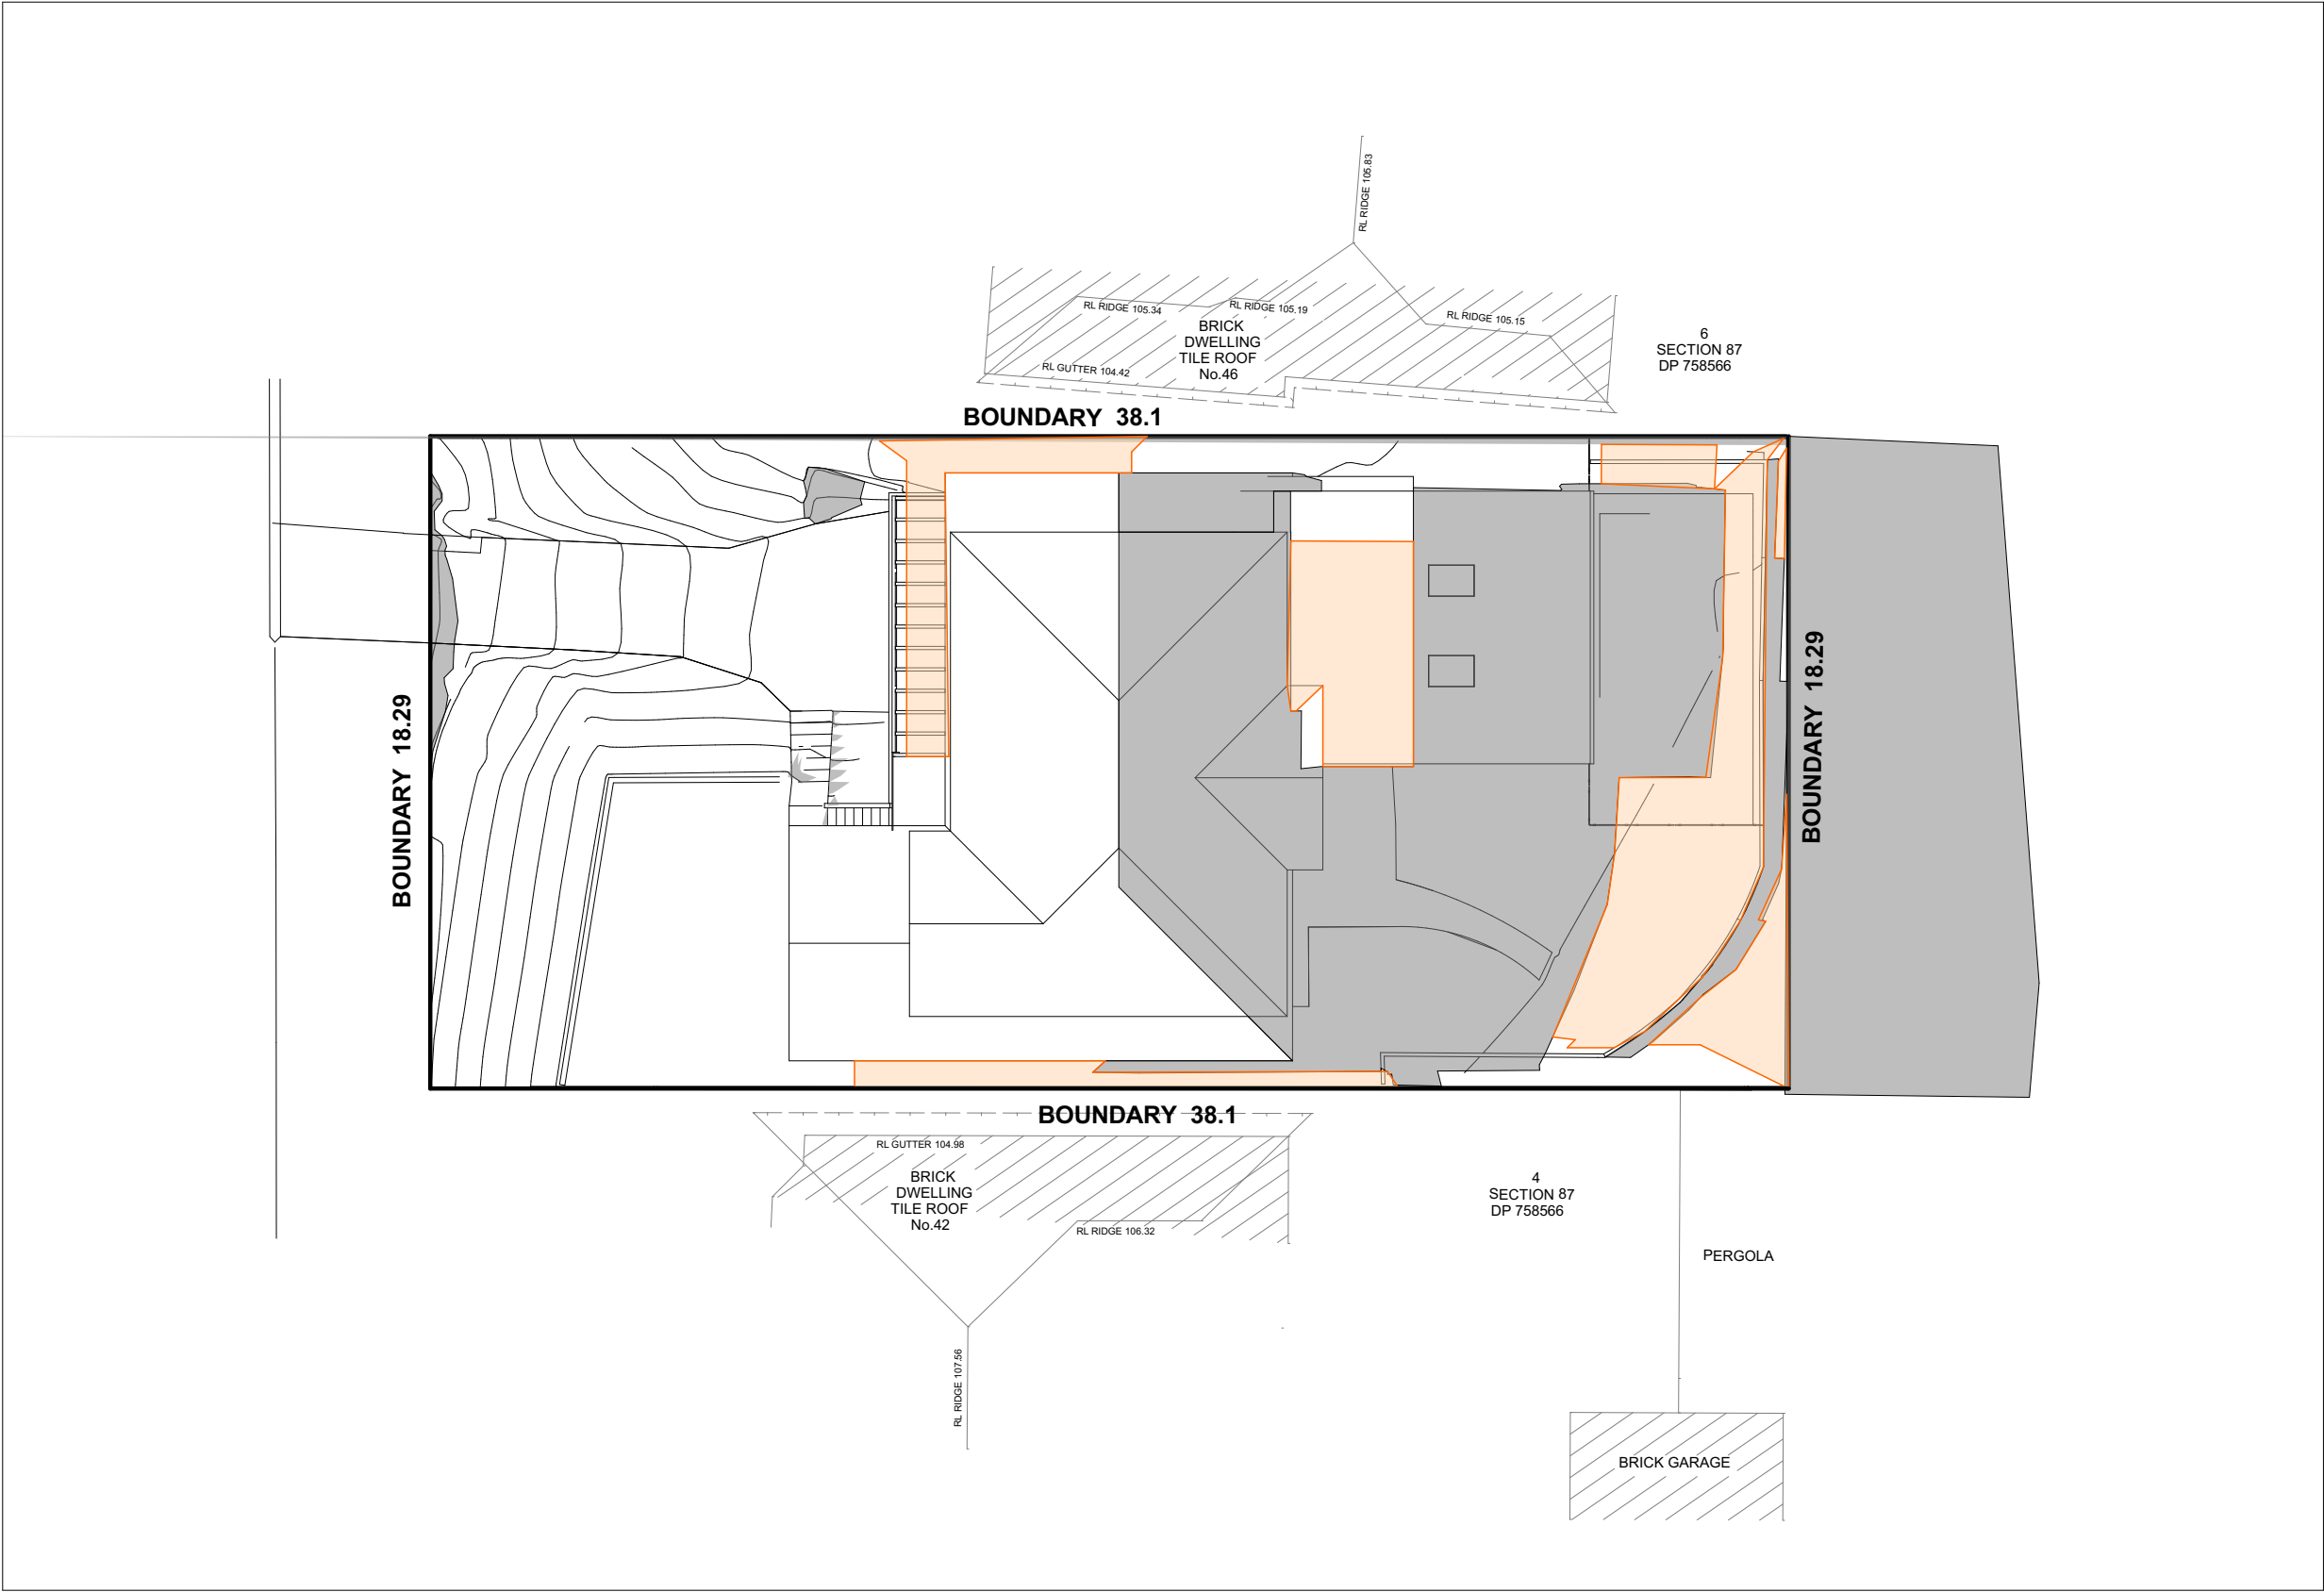 RL RIDGE 105.83
RL RIDGE 105.34
RL RIDGE 105.19
RL RIDGE 105.15
BRICK
DWELLING
TILE ROOF
No.46
RL GUTTER 104.42
6
SECTION 87
DP 758566
BOUNDARY 38.1
BOUNDARY 18.29
BOUNDARY 18.29
BOUNDARY 38.1
RL GUTTER 104.98
BRICK
DWELLING
TILE ROOF
No.42
RL RIDGE 106.32
4
SECTION 87
DP 758566
PERGOLA
RL RIDGE 107.56
BRICK GARAGE